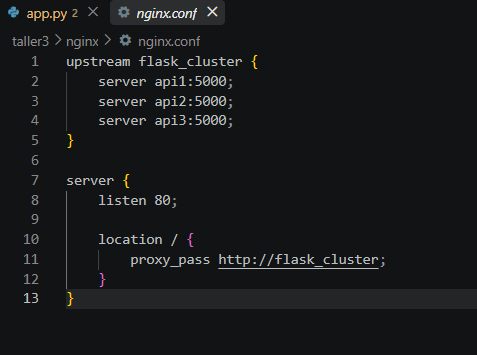 app.py 2 nginx.conf
taller3 > nginx > nginx.conf
1 upstream flask_cluster {
2     server api1:5000;
3     server api2:5000;
4     server api3:5000;
5 }
6
7 server {
8     listen 80;
9
10     location / {
11         proxy_pass http://flask_cluster;
12     }
13 }